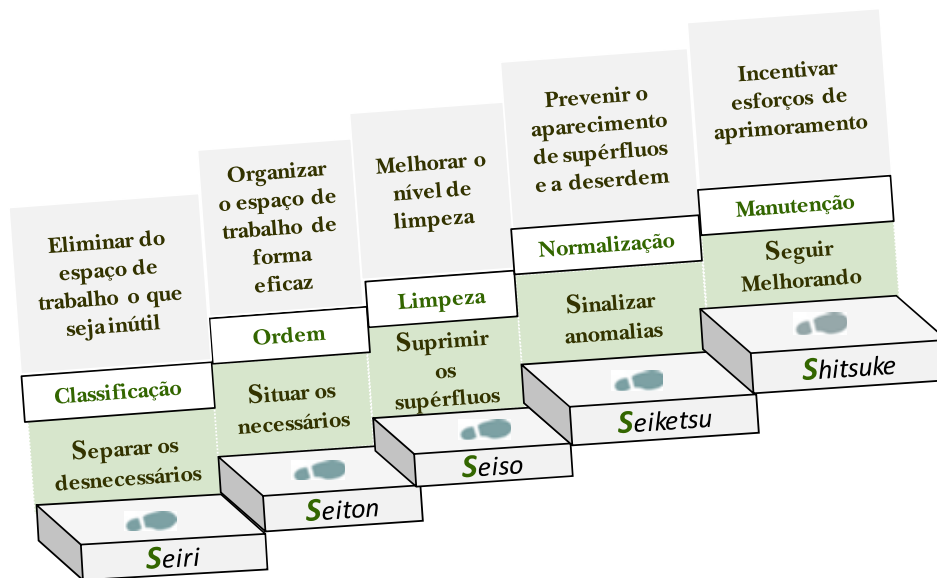 Eliminar do
espaço de
trabalho o que
seja inútil
Classificação
Separar os
desnecessários
Seiri
Organizar
o espaço de
trabalho de
forma
eficaz
Ordem
Situar os
necessários
Seiton
Melhorar o
nível de
limpeza
Limpeza
Suprimir
os
supérfluos
Seiso
Prevenir o
aparecimento
de supérfluos
e a deserdem
Normalização
Sinalizar
anomalias
Seiketsu
Incentivar
esforços de
aprimoramento
Manutenção
Seguir
Melhorando
Shitsuke